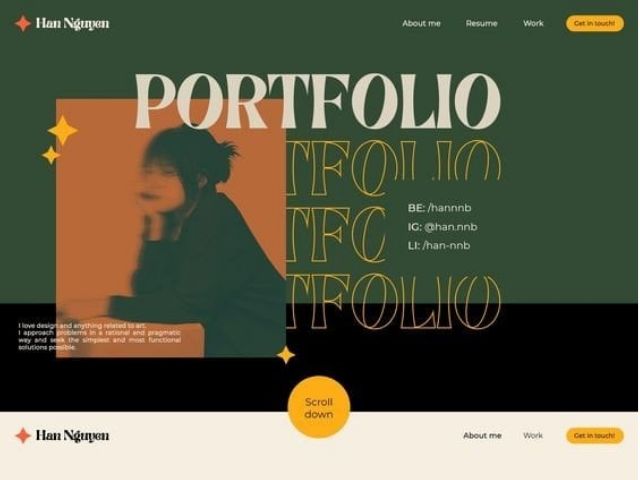 Han Nguyen
About me
Resume
Work
Get in touch!
PORTFOLIO
TFOLIO
BE: /hannnb
TFO
IG: @han.nnb
LI: /han-nnb
TFOLIO
I love design and anything related to art.
I approach problems in a rational and pragmatic
way and seek the simplest and most functional
solutions possible.
Scroll
down
Han Nguyen
About me
Work
Get in touch!